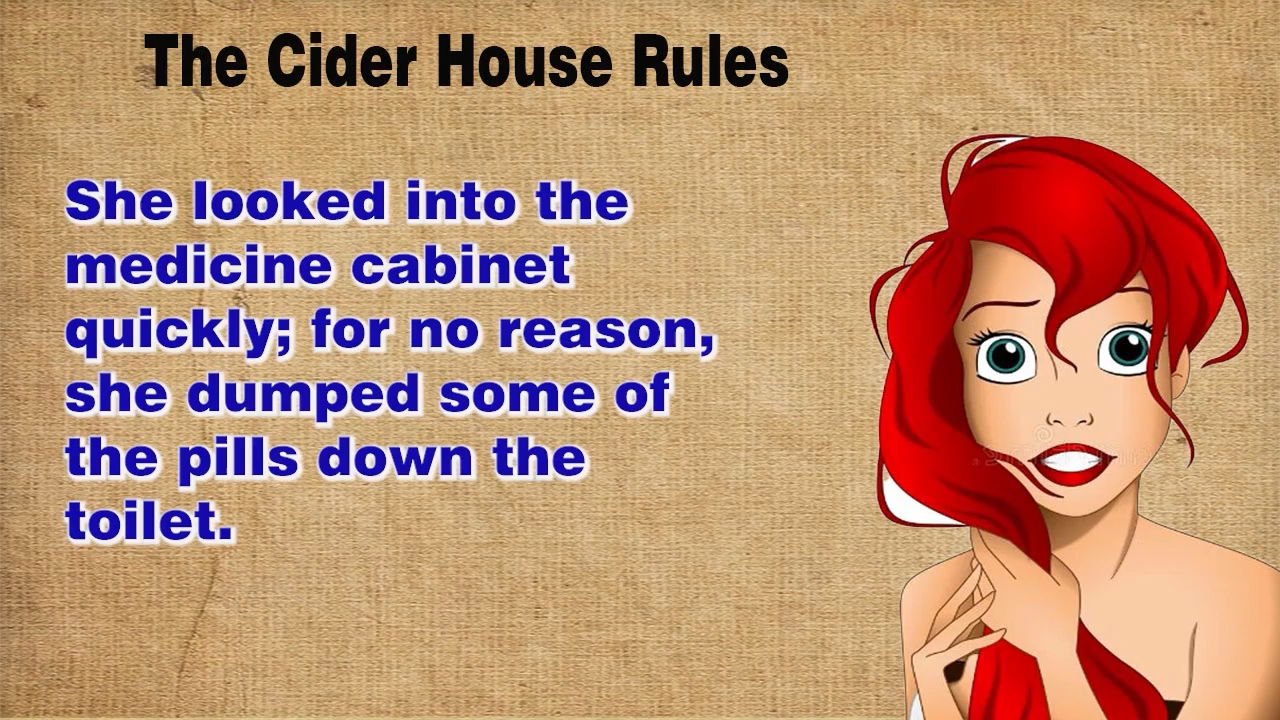 The Cider House Rules
She looked into the
medicine cabinet
quickly; for no reason,
she dumped some of
the pills down the
toilet.